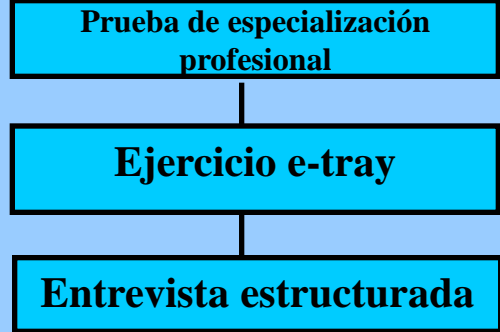 Prueba de especialización
profesional
Ejercicio e-tray
Entrevista estructurada